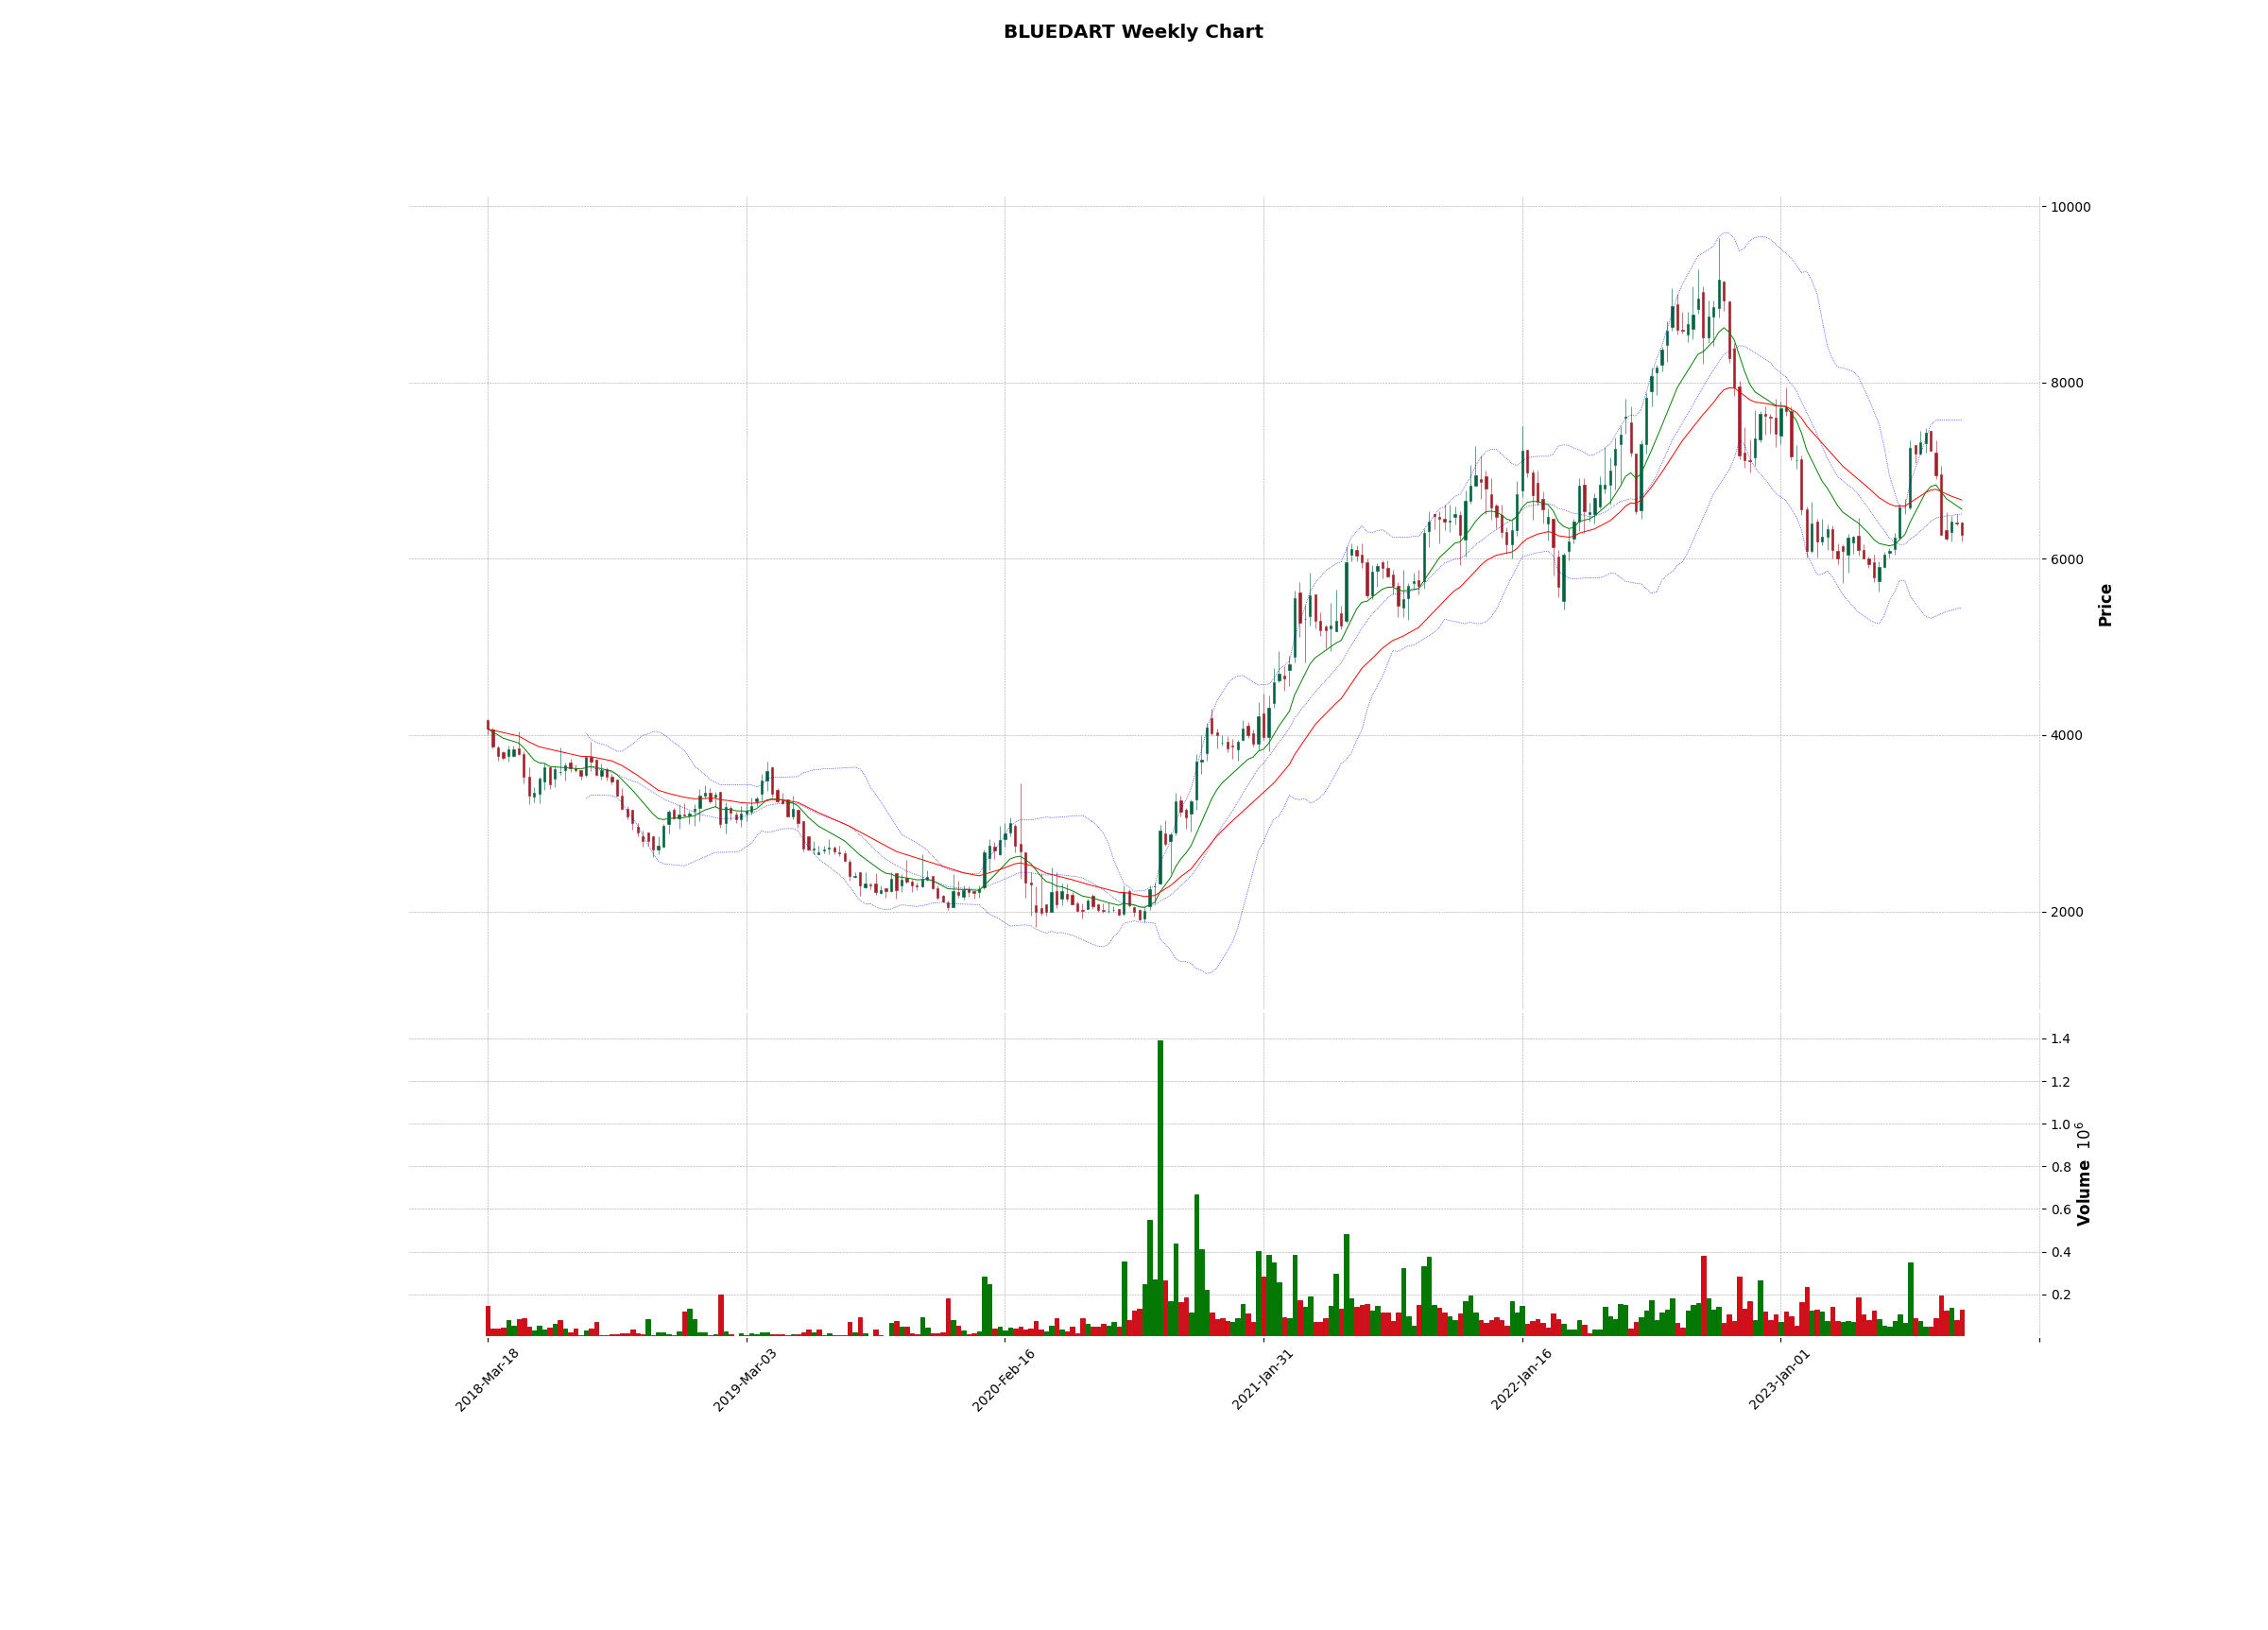 BLUEDART Weekly Chart
10000
8000
6000
4000
2000
Price
1.4
1.2
1.0
0.8
0.6
0.4
0.2
Volume 10⁶
2018-Mar-18
2019-Mar-03
2020-Feb-16
2021-Jan-31
2022-Jan-16
2023-Jan-01